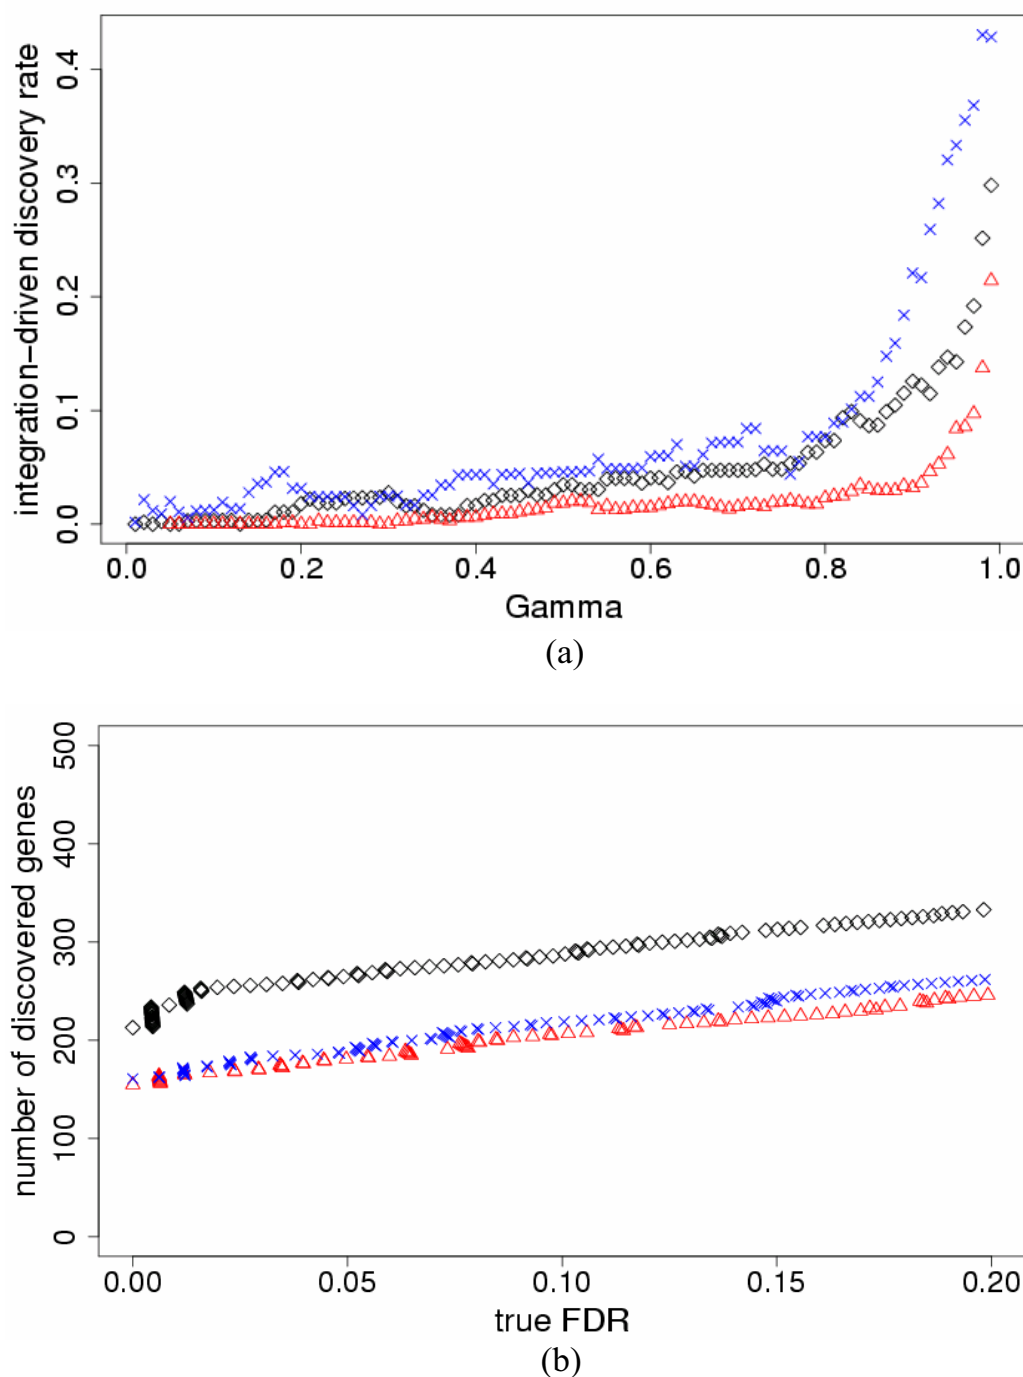 integration-driven discovery rate
0.4
0.3
0.2
0.1
0.0
0.0 0.2 0.4 0.6 0.8 1.0
Gamma
(a)
number of discovered genes
500
400
300
200
100
0
0.00 0.05 0.10 0.15 0.20
true FDR
(b)